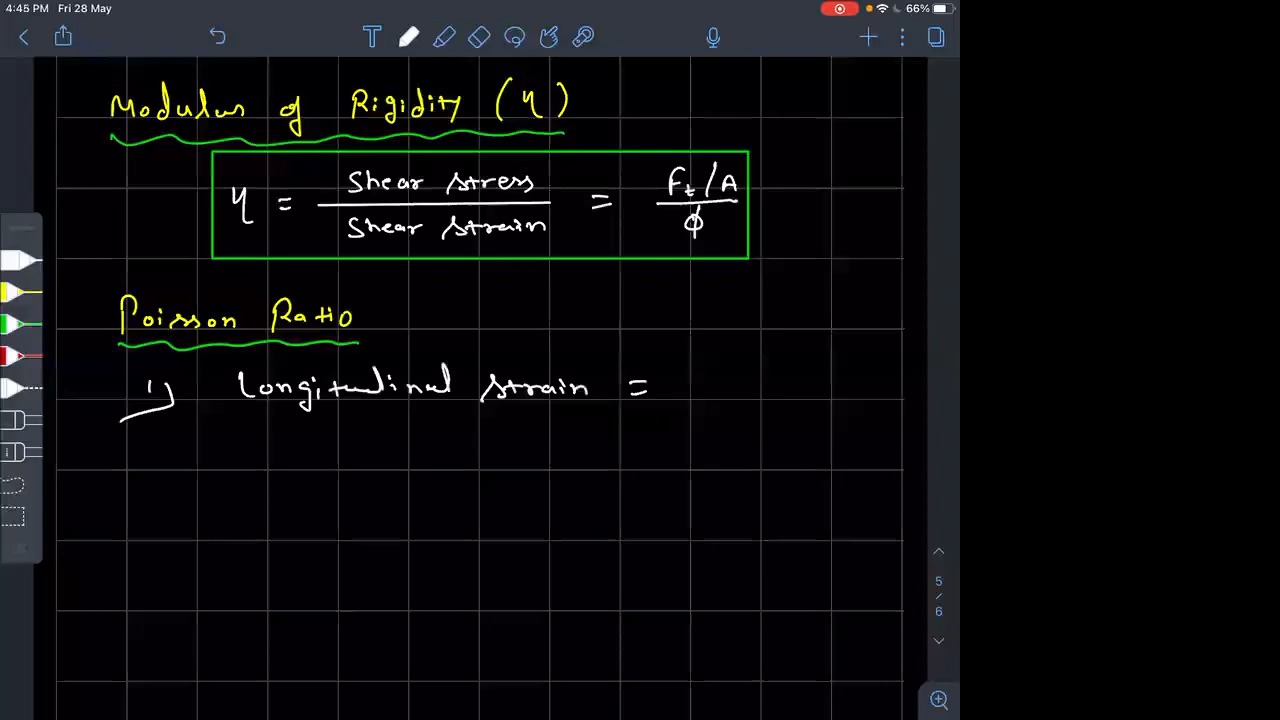 4:45 PM Fri 28 May 66%
T
Modulus of Rigidity (η)
η = Shear stress / Shear strain = Ft/A / ϕ
Poisson Ratio
1) Longitudinal strain =
5
/
6